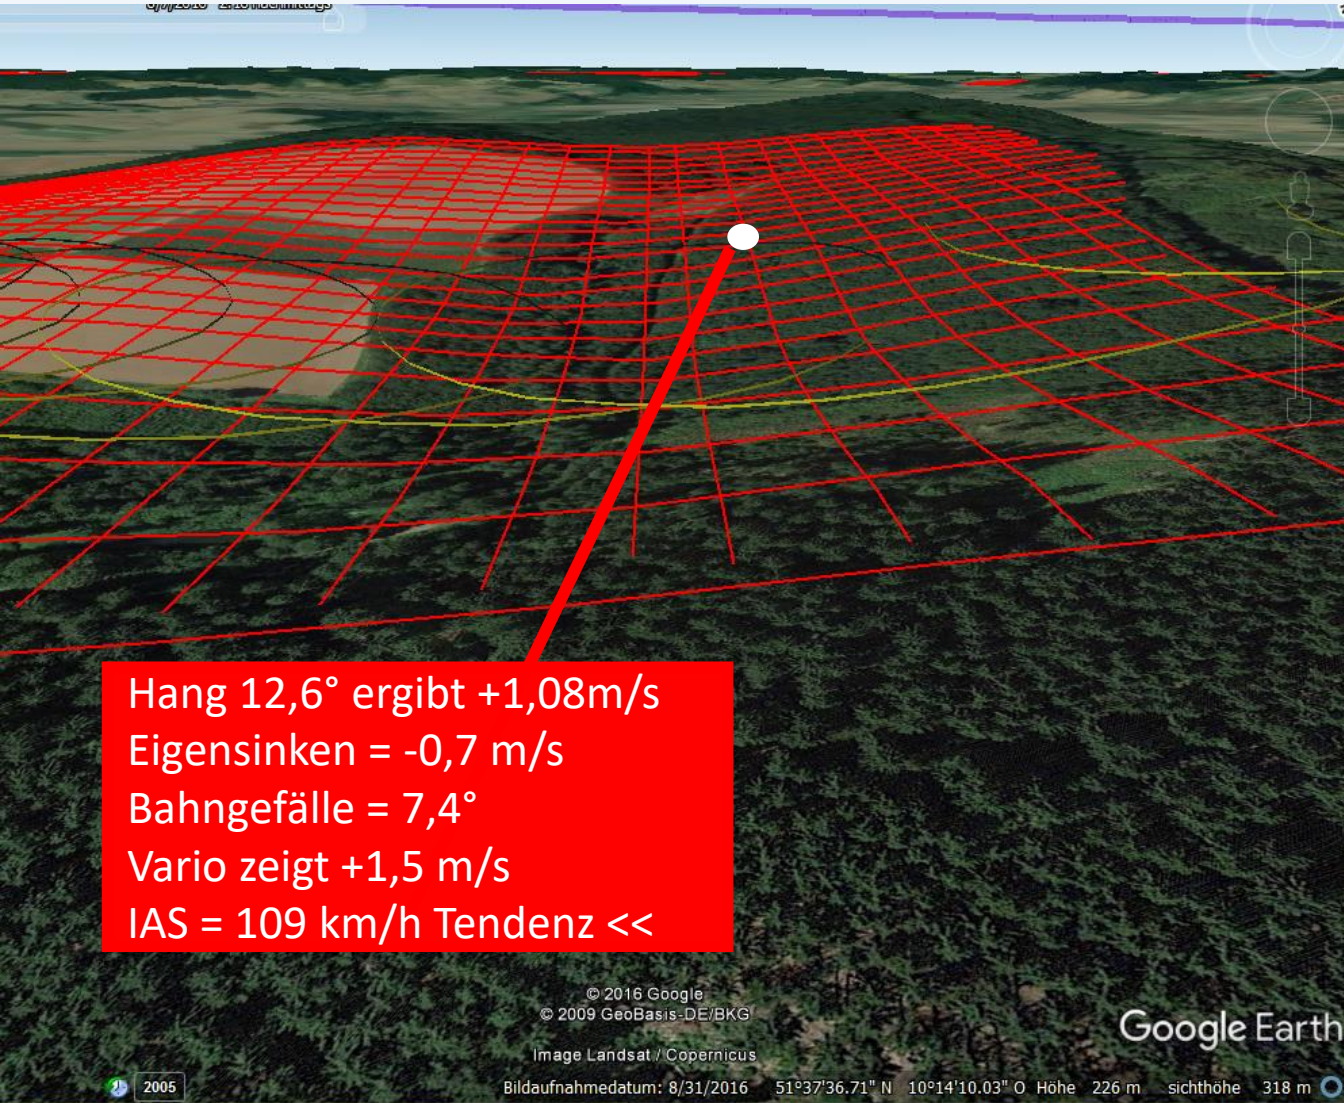 Hang 12,6° ergibt +1,08m/s
Eigensinken = -0,7 m/s
Bahngefälle = 7,4°
Vario zeigt +1,5 m/s
IAS = 109 km/h Tendenz <<
© 2016 Google
© 2009 GeoBasis-DE/BKG
Image Landsat / Copernicus
Google Earth
2005
Bildaufnahmedatum: 8/31/2016 51°37'36.71" N 10°14'10.03" O Höhe 226 m sichthöhe 318 m